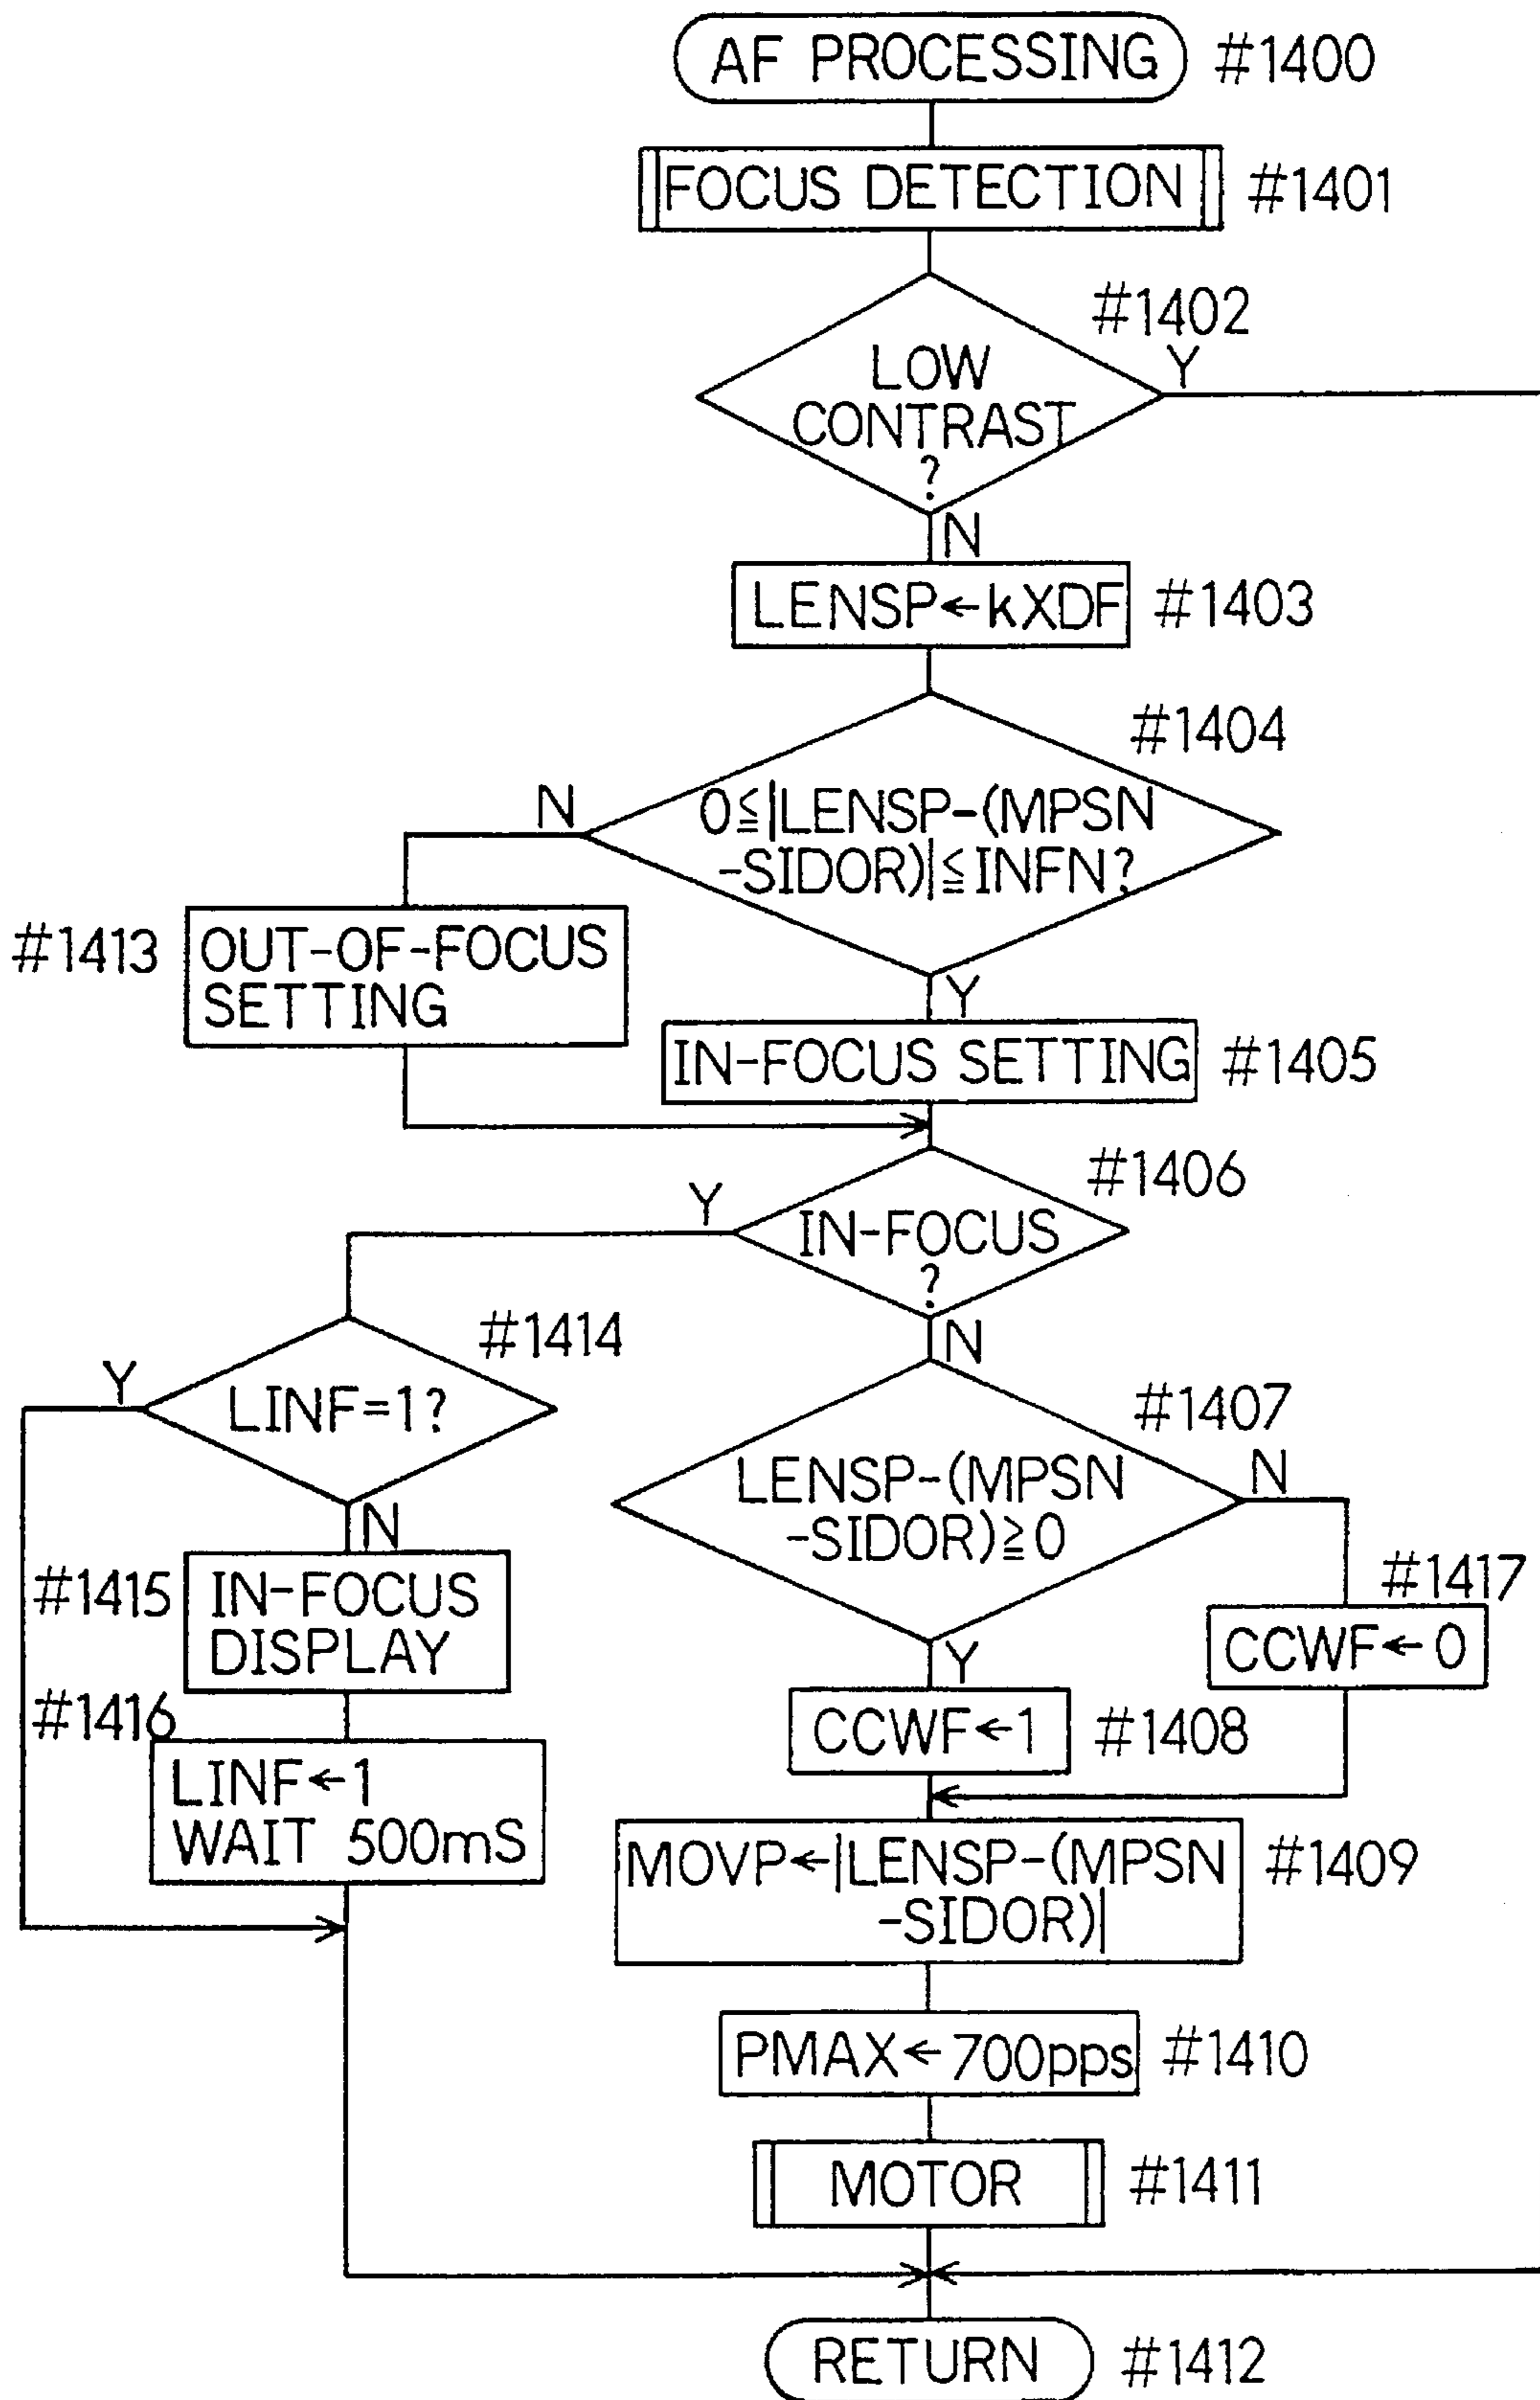 AF PROCESSING #1400
FOCUS DETECTION #1401
#1402
LOW
CONTRAST
?
Y
N
LENSP←kXDF #1403
#1404
0≦|LENSP-(MPSN
-SIDOR)|≦INFN?
N
Y
#1413 OUT-OF-FOCUS
SETTING
IN-FOCUS SETTING #1405
#1406
IN-FOCUS
?
Y
N
#1414
LINF=1?
Y
N
#1407
LENSP-(MPSN
-SIDOR)≧0
N
Y
#1415 IN-FOCUS
DISPLAY
#1417
CCWF←0
#1416
LINF←1
WAIT 500mS
CCWF←1 #1408
MOVP←|LENSP-(MPSN
-SIDOR)|
#1409
PMAX←700pps #1410
MOTOR #1411
RETURN #1412